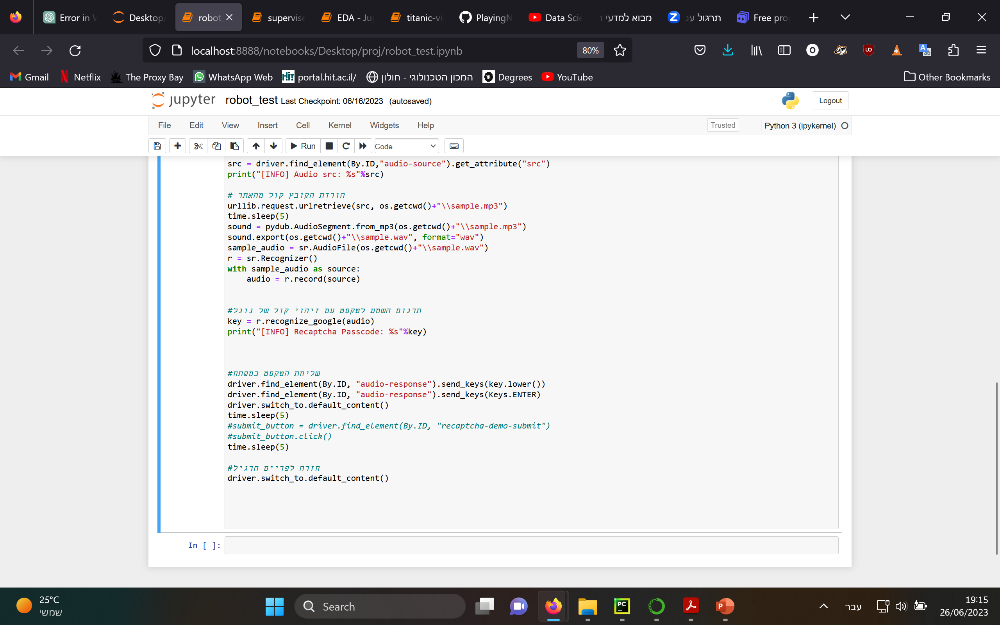 Error in
Desktop/
robot_
supervise
EDA - Ju
titanic-vi
PlayingN
Data Scie
מבוא למדעי
תרגול
Free pro
localhost:8888/notebooks/Desktop/proj/robot_test.ipynb
80%
Gmail
Netflix
The Proxy Bay
WhatsApp Web
HiT portal.hit.ac.il/
המכון הטכנולוגי - חולון
Degrees
YouTube
Other Bookmarks
jupyter robot_test Last Checkpoint: 06/16/2023 (autosaved)
Logout
File Edit View Insert Cell Kernel Widgets Help
Trusted
Python 3 (ipykernel)
Run
Code
src = driver.find_element(By.ID,"audio-source").get_attribute("src")
print("[INFO] Audio src: %s"%src)
# הורדת הקובץ קול מהאתר
urllib.request.urlretrieve(src, os.getcwd()+"\\sample.mp3")
time.sleep(5)
sound = pydub.AudioSegment.from_mp3(os.getcwd()+"\\sample.mp3")
sound.export(os.getcwd()+"\\sample.wav", format="wav")
sample_audio = sr.AudioFile(os.getcwd()+"\\sample.wav")
r = sr.Recognizer()
with sample_audio as source:
    audio = r.record(source)
#תרגום השמע לטקסט עם זיהוי קול של גוגל
key = r.recognize_google(audio)
print("[INFO] Recaptcha Passcode: %s"%key)
#שליחת הטקסט כמפתח
driver.find_element(By.ID, "audio-response").send_keys(key.lower())
driver.find_element(By.ID, "audio-response").send_keys(Keys.ENTER)
driver.switch_to.default_content()
time.sleep(5)
#submit_button = driver.find_element(By.ID, "recaptcha-demo-submit")
#submit_button.click()
time.sleep(5)
#חזרה לפריים הרגיל
driver.switch_to.default_content()
In [ ]:
25°C
שמשי
Search
עבר
19:15
26/06/2023